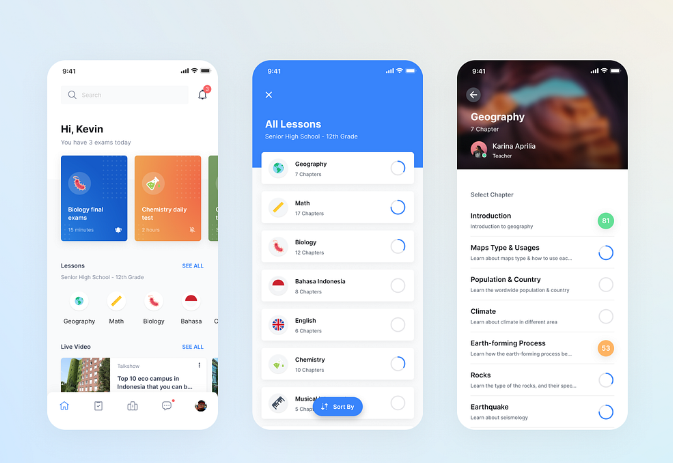 9:41
Search
Hi, Kevin
You have 3 exams today
Biology final
exams
15 minutes
Chemistry daily
test
2 hours
Lessons
SEE ALL
Senior High School - 12th Grade
Geography
Math
Biology
Bahasa
Live Video
SEE ALL
Talkshow
Top 10 eco campus in
Indonesia that you can b...
9:41
All Lessons
Senior High School - 12th Grade
Geography
7 Chapters
Math
17 Chapters
Biology
12 Chapters
Bahasa Indonesia
8 Chapters
English
6 Chapters
Chemistry
10 Chapters
Musical
5 Chap
Sort By
9:41
Geography
7 Chapter
Karina Aprilia
Teacher
Select Chapter
Introduction
Introduction to geography
91
Maps Type & Usages
Learn about maps type & how to use eac...
Population & Country
Learn the wordwide population & country
Climate
Learn about climate in different area
Earth-forming Process
Learn how the earth-forming process be...
53
Rocks
Learn the type of the rocks, and their spec...
Earthquake
Learn about seismology